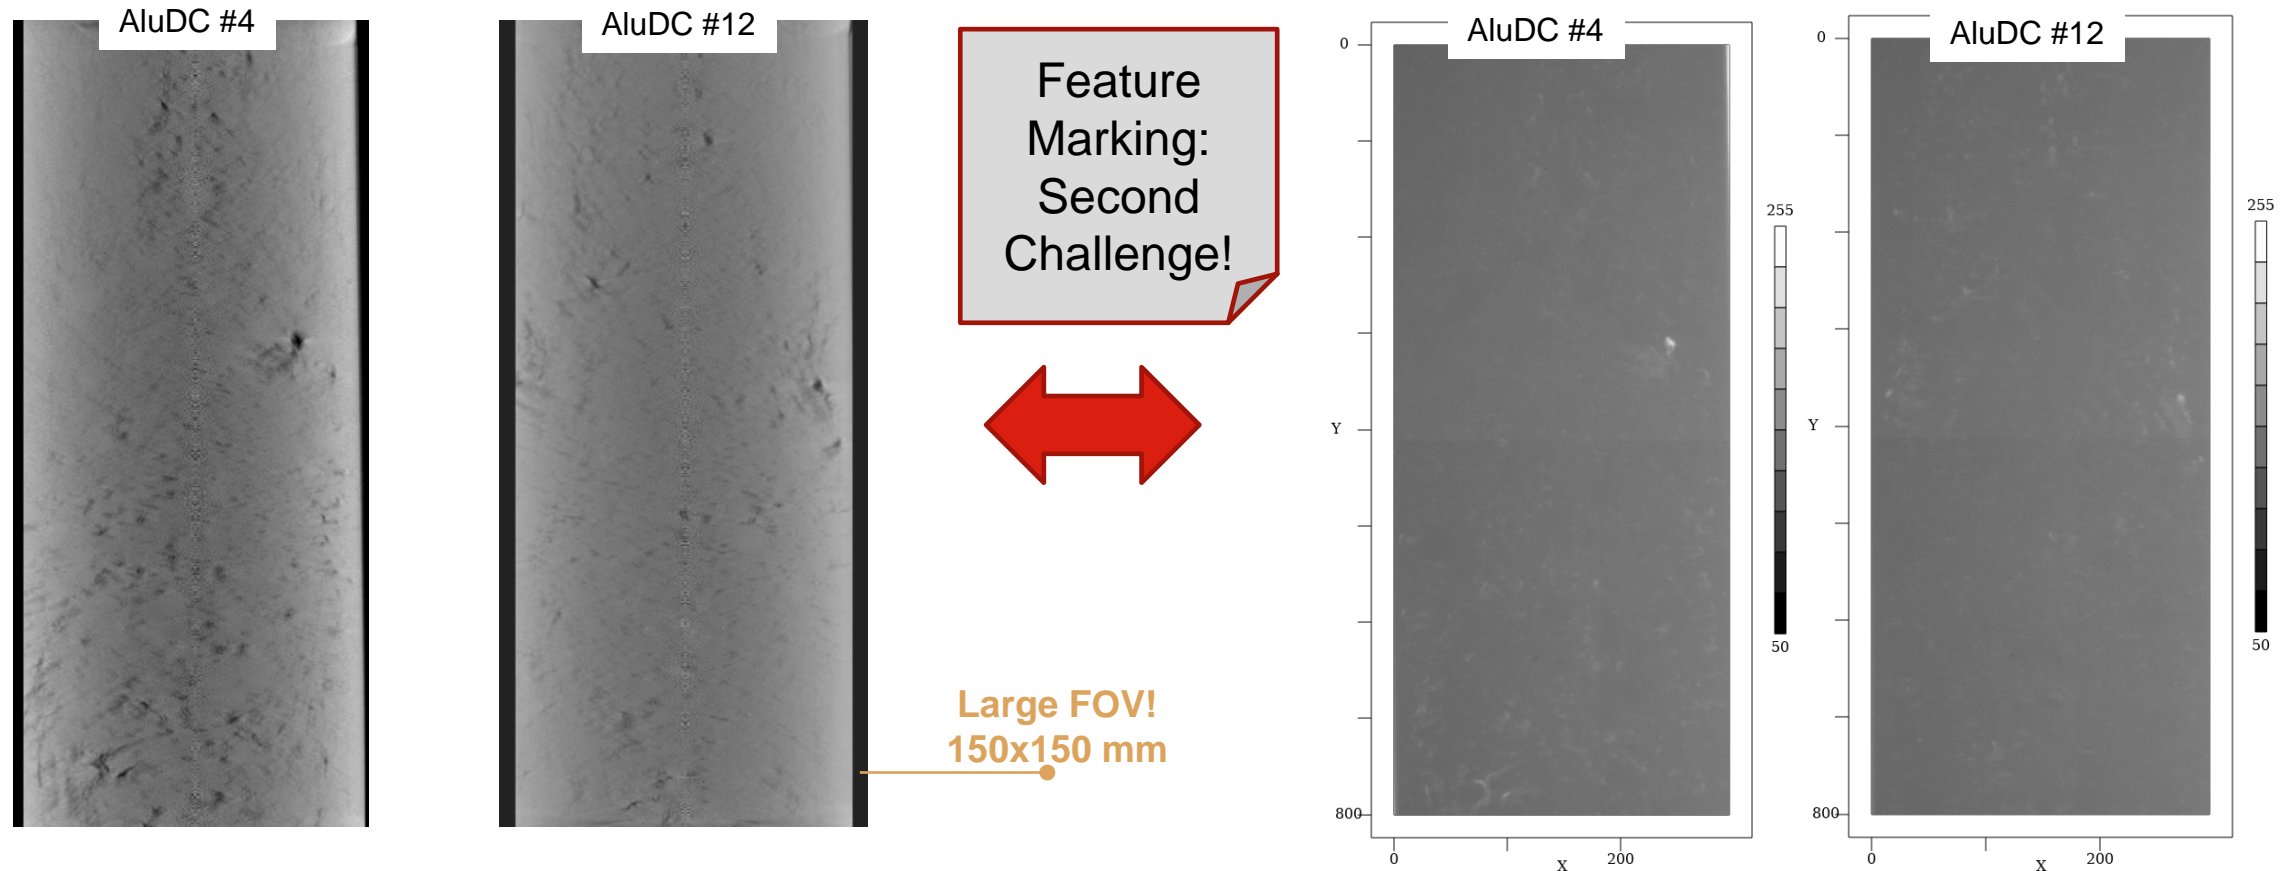 AluDC #4
AluDC #12
Feature
Marking:
Second
Challenge!
Large FOV!
150x150 mm
AluDC #4
0
Y
800
0
200
X
255
50
AluDC #12
0
Y
800
0
200
X
255
50